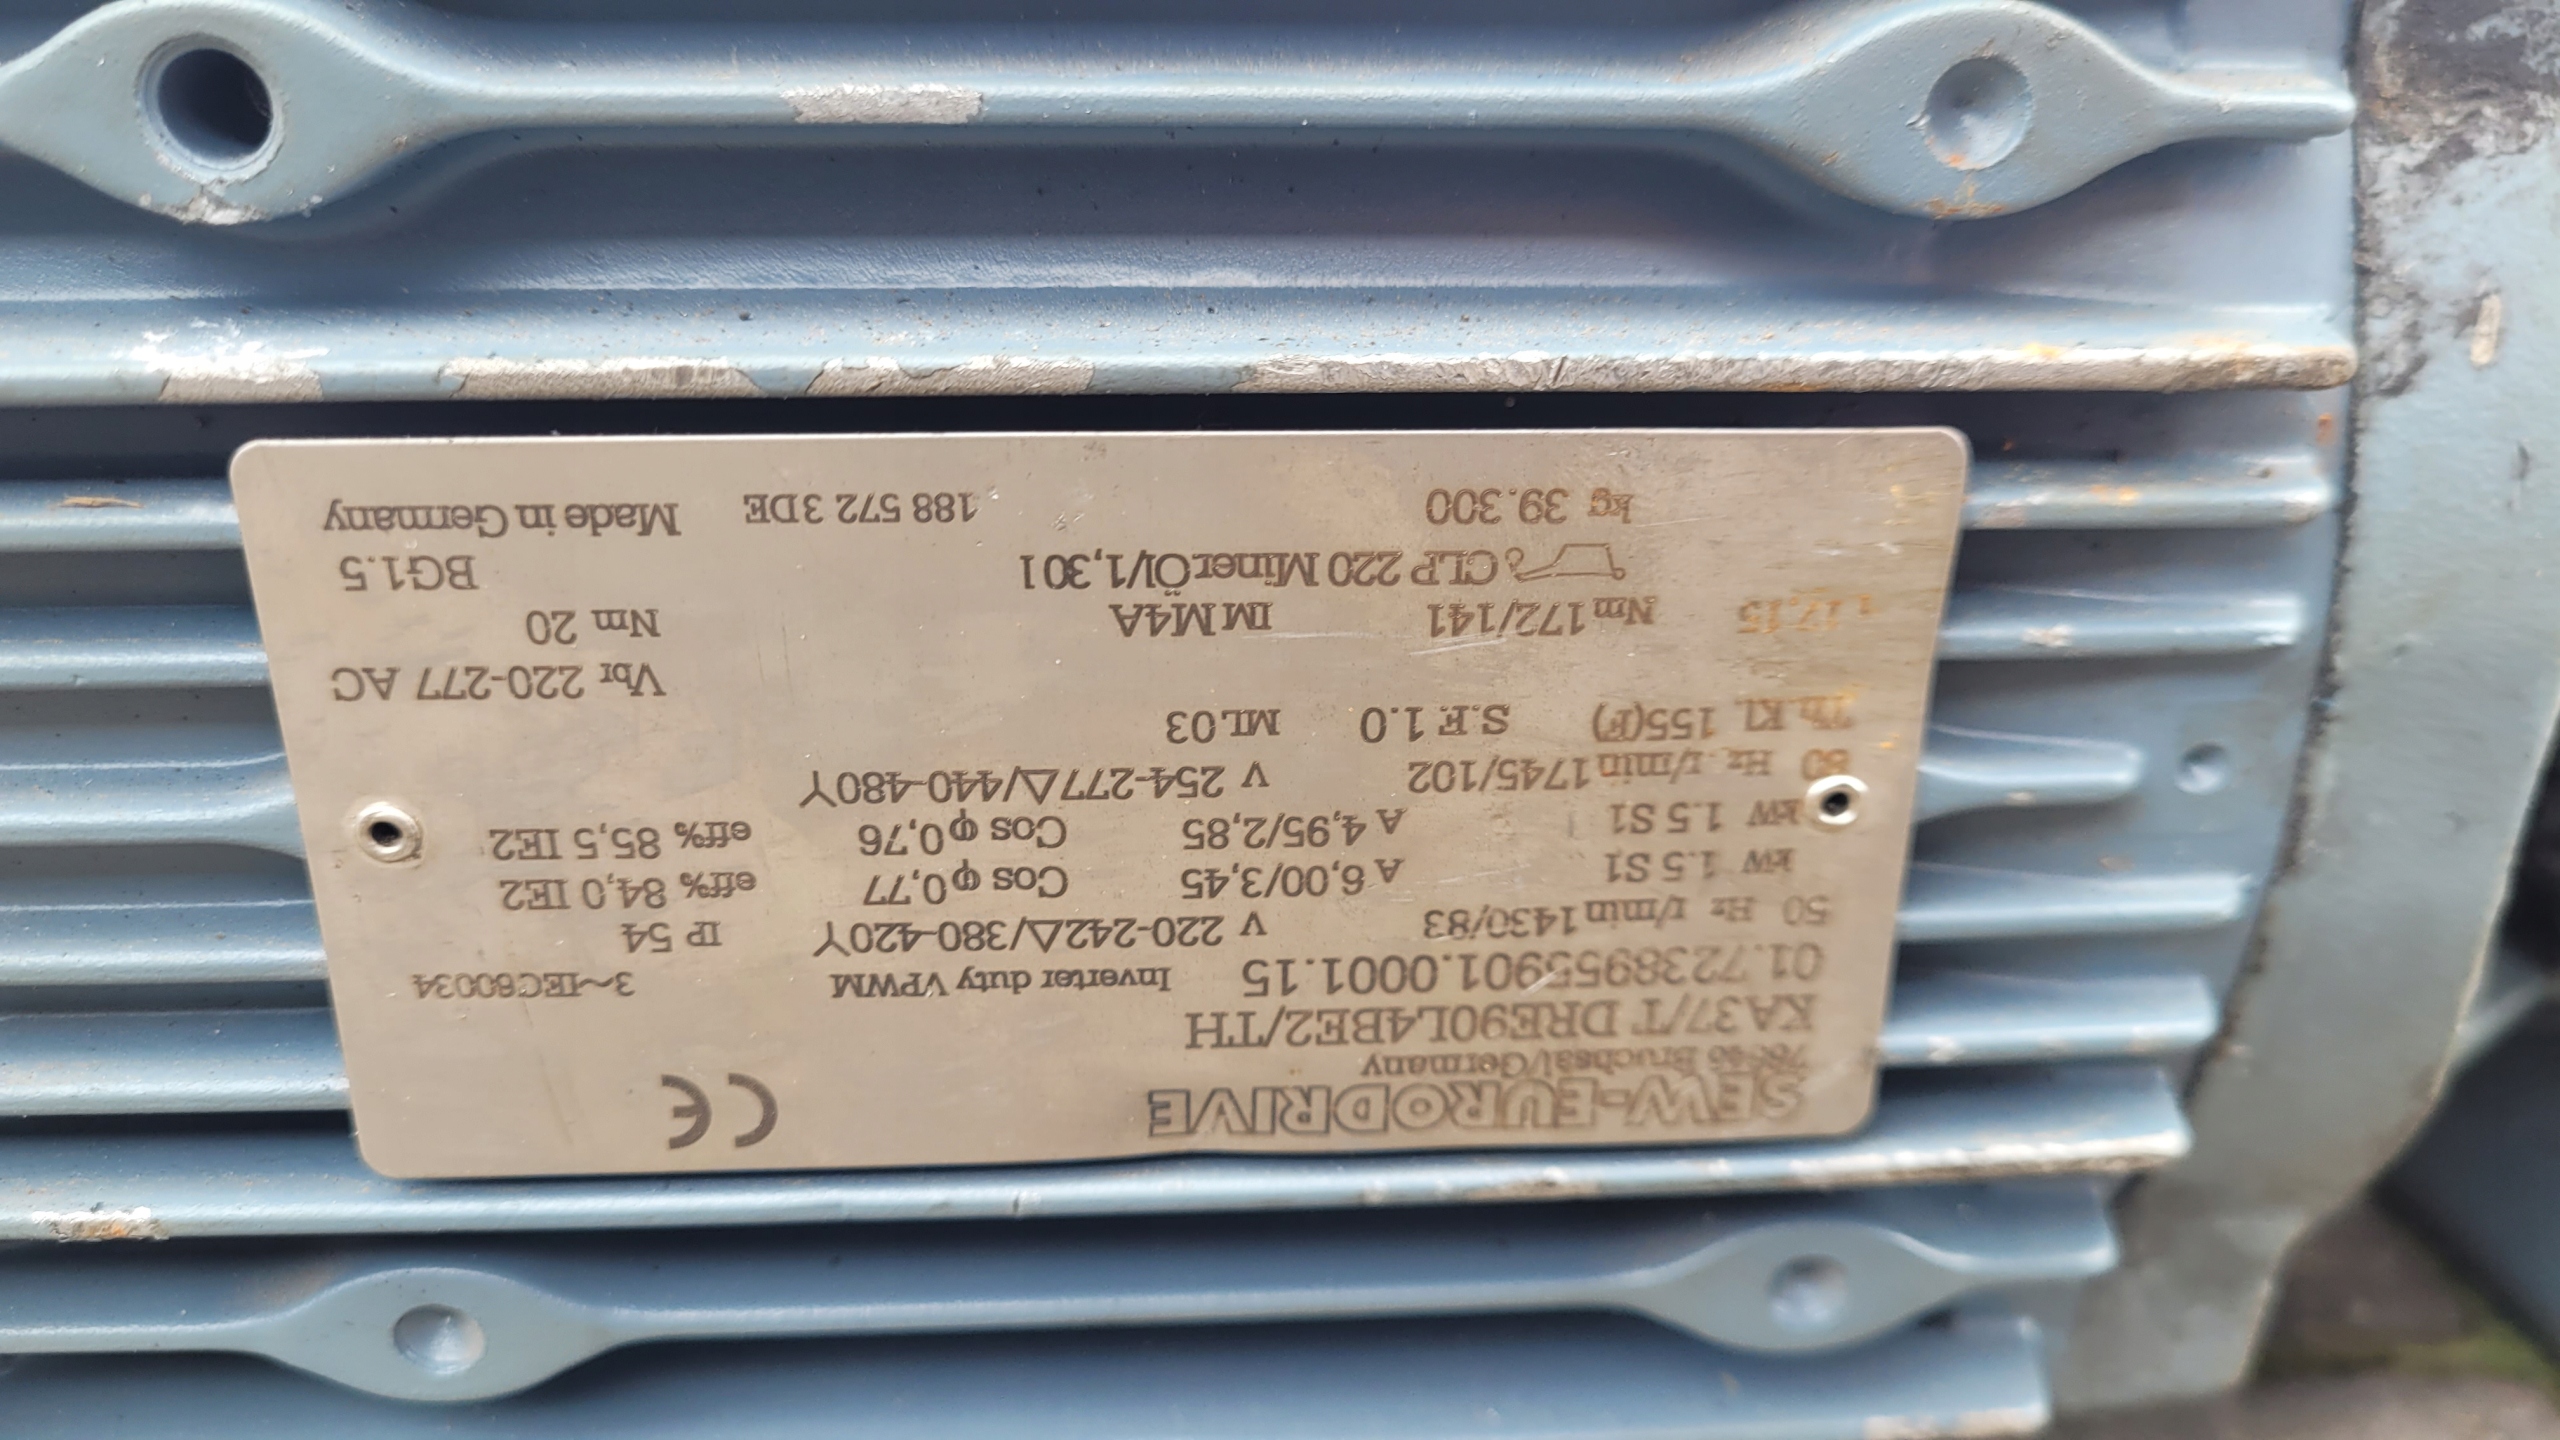 SEW-EURODRIVE CE
Bruchsal/Germany
KA37/T DRE90L4BE2/TH
01.7238955901.0001.15 Inverter duty VPWM 3~IEC60034
50 Hz r/min 1430/83 V 220-242Δ/380-420Y IP 54
kW 1.5 S1 A 6,00/3,45 Cos φ 0,77 eff% 84,0 IE2
kW 1.5 S1 A 4,95/2,85 Cos φ 0,76 eff% 85,5 IE2
60 Hz r/min 1745/102 V 254-277Δ/440-480Y
Th.Kl. 155(F) S.F. 1.0 ML03
Vbr 220-277 AC
i 17,15 Nm 172/141 IM M4A Nm 20
CLP 220 Miner.Öl/1,30 l BG1.5
kg 39.300 188 572 3 DE Made in Germany